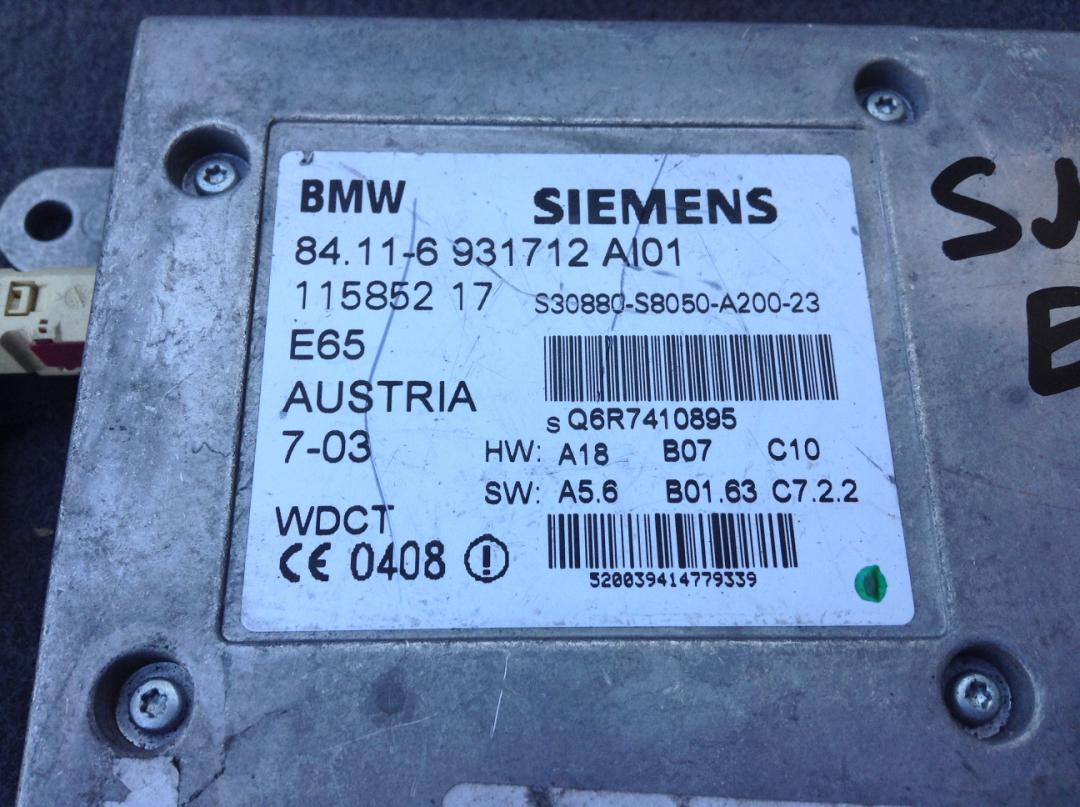 BMW SIEMENS
84.11-6 931712 AI01
115852 17 S30880-S8050-A200-23
E65
AUSTRIA
s Q6R7410895
7-03 HW: A18 B07 C10
SW: A5.6 B01.63 C7.2.2
WDCT
CE 0408
520039414779339